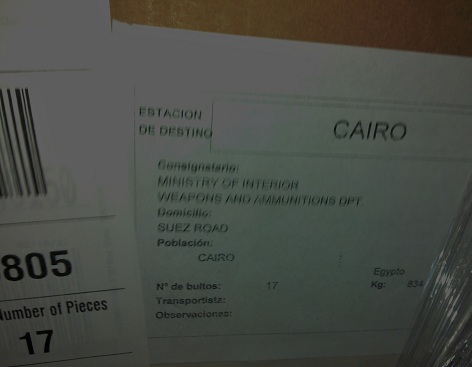 ESTACION
DE DESTINO
CAIRO
Consignatario:
MINISTRY OF INTERIOR
WEAPONS AND AMMUNITIONS DPT
Domicilio:
SUEZ ROAD
Población:
CAIRO
Egypto
Nº de bultos: 17 Kg: 834
Transportista:
Observaciones:
805
Number of Pieces
17